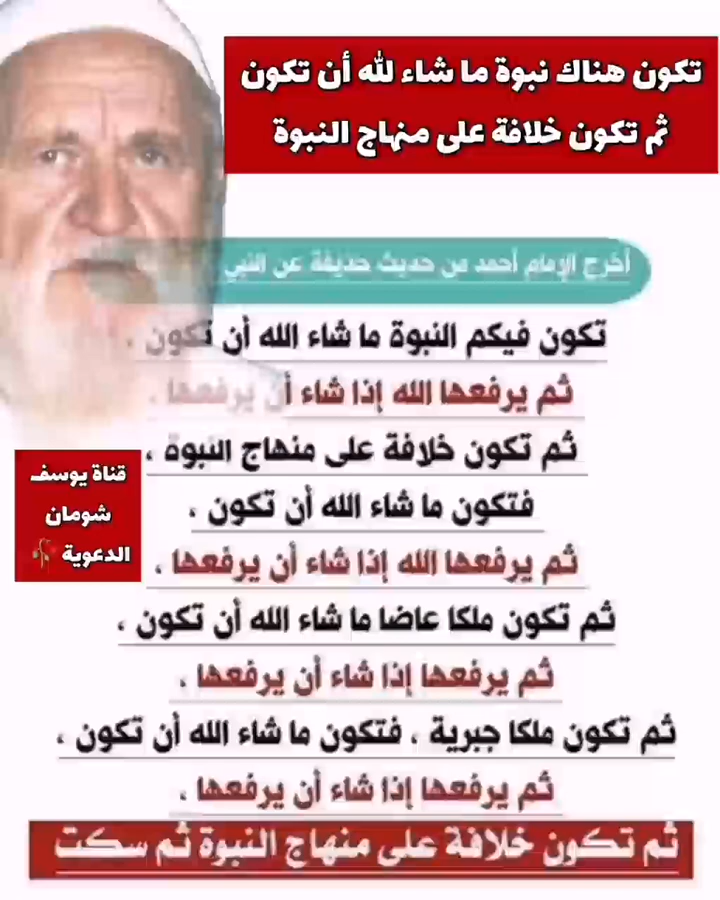 تكون هناك نبوة ما شاء لله أن تكون
ثم تكون خلافة على منهاج النبوة
أخرج الإمام أحمد من حديث حذيفة عن النبي
تكون فيكم النبوة ما شاء الله أن تكون ،
ثم يرفعها الله إذا شاء أن يرفعها ،
ثم تكون خلافة على منهاج النبوة ،
فتكون ما شاء الله أن تكون ،
ثم يرفعها الله إذا شاء أن يرفعها ،
ثم تكون ملكا عاضا ما شاء الله أن تكون ،
ثم يرفعها إذا شاء أن يرفعها ،
ثم تكون ملكا جبرية ، فتكون ما شاء الله أن تكون ،
ثم يرفعها إذا شاء أن يرفعها ،
ثم تكون خلافة على منهاج النبوة ثم سكت
قناة يوسف
شومان
الدعوية